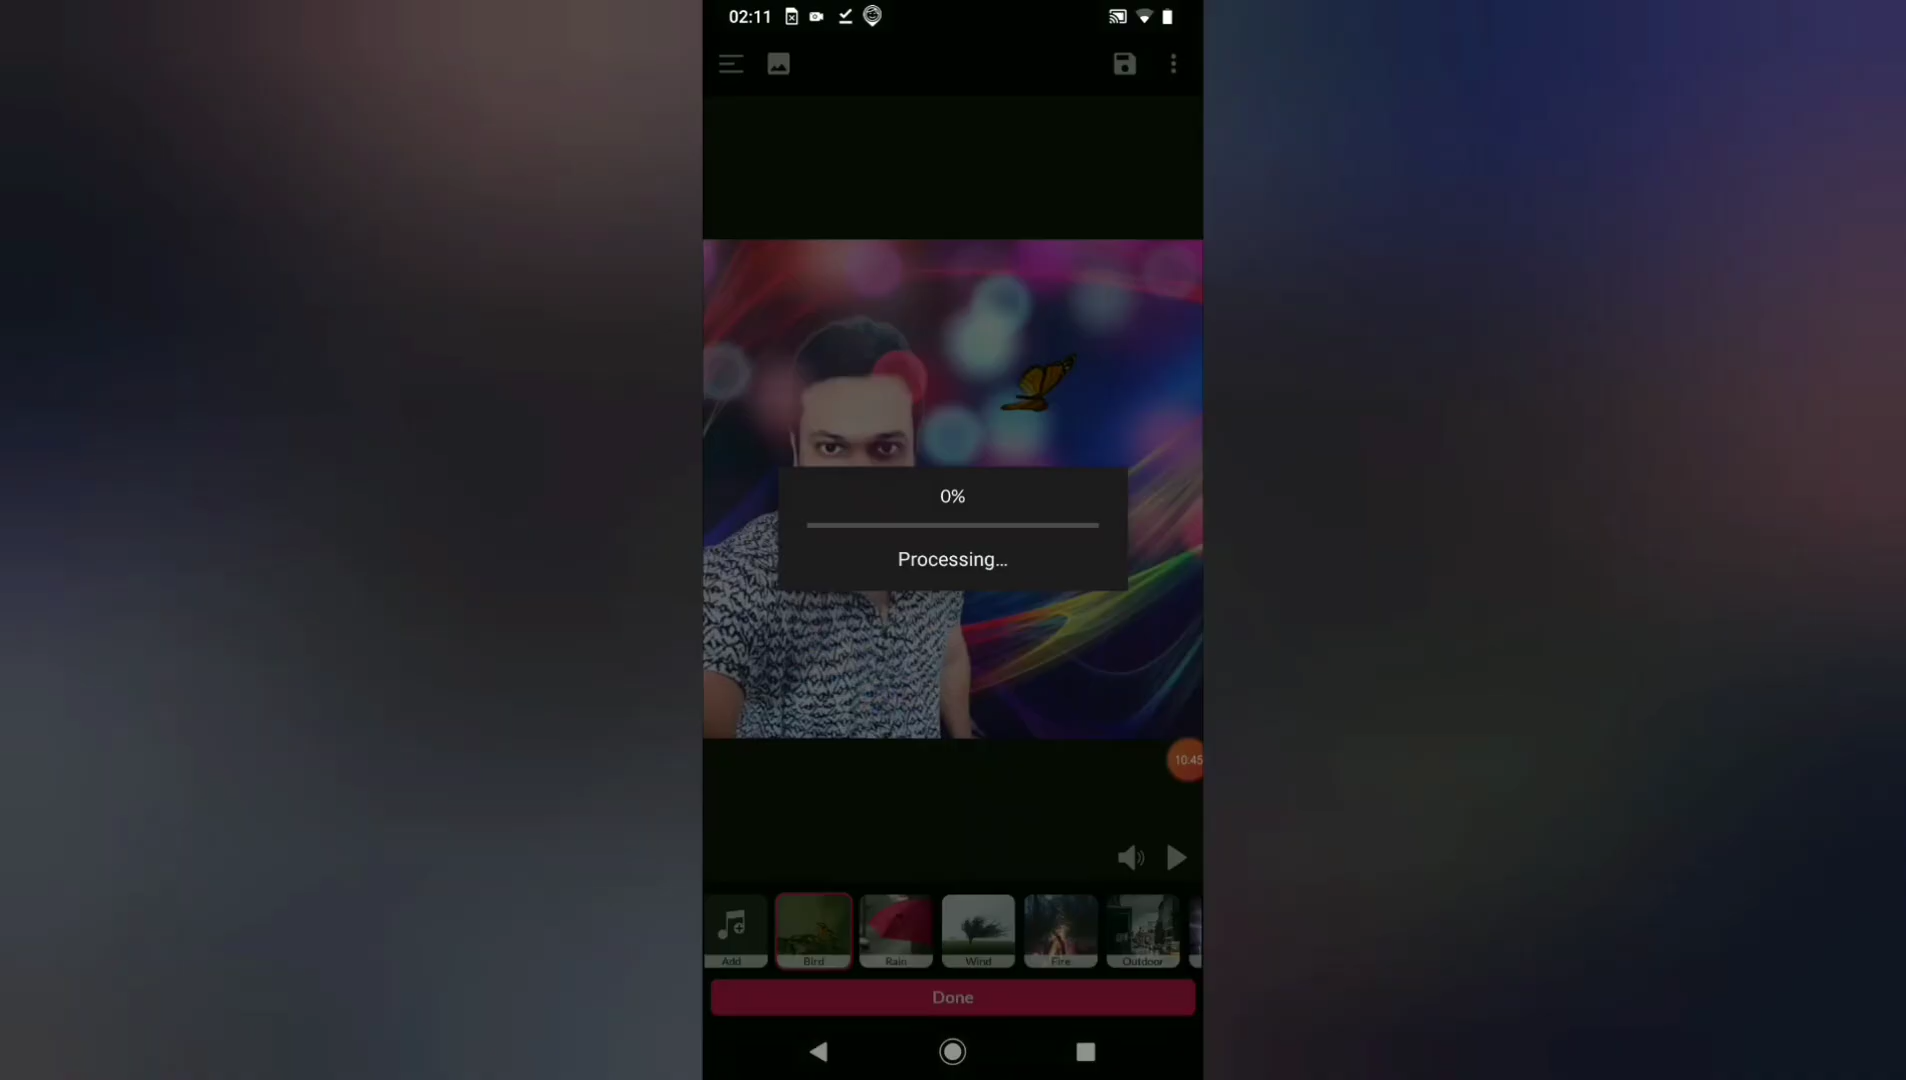 02:11
0%
Processing...
10:45
Add
Bird
Rain
Wind
Fire
Outdoor
Done